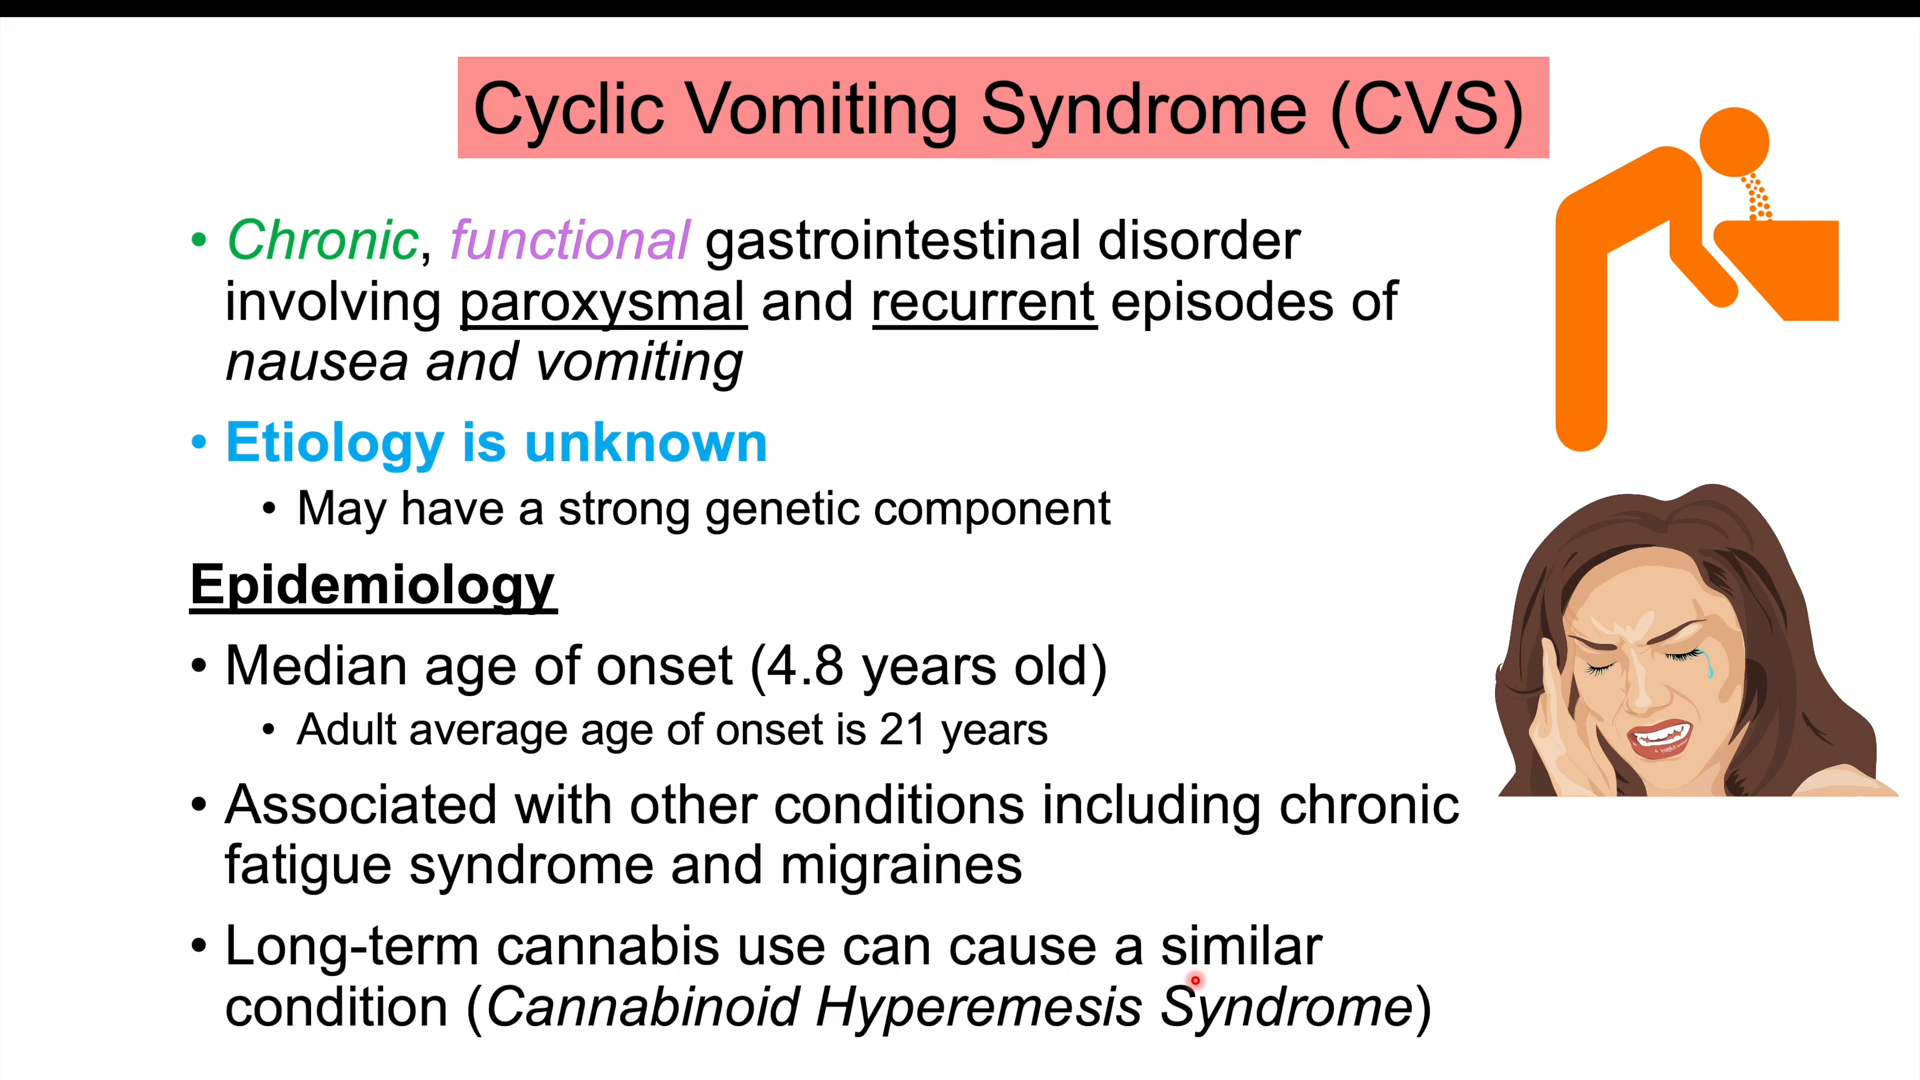 Cyclic Vomiting Syndrome (CVS)
• Chronic, functional gastrointestinal disorder
involving paroxysmal and recurrent episodes of
nausea and vomiting
• Etiology is unknown
• May have a strong genetic component
Epidemiology
• Median age of onset (4.8 years old)
• Adult average age of onset is 21 years
• Associated with other conditions including chronic
fatigue syndrome and migraines
• Long-term cannabis use can cause a similar
condition (Cannabinoid Hyperemesis Syndrome)